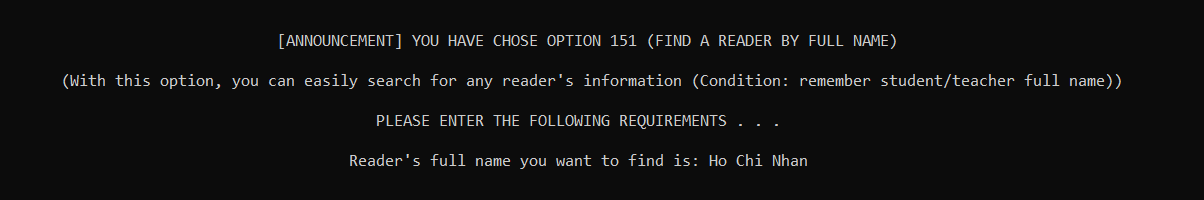 [ANNOUNCEMENT] YOU HAVE CHOSE OPTION 151 (FIND A READER BY FULL NAME)
(With this option, you can easily search for any reader's information (Condition: remember student/teacher full name))
PLEASE ENTER THE FOLLOWING REQUIREMENTS . . .
Reader's full name you want to find is: Ho Chi Nhan